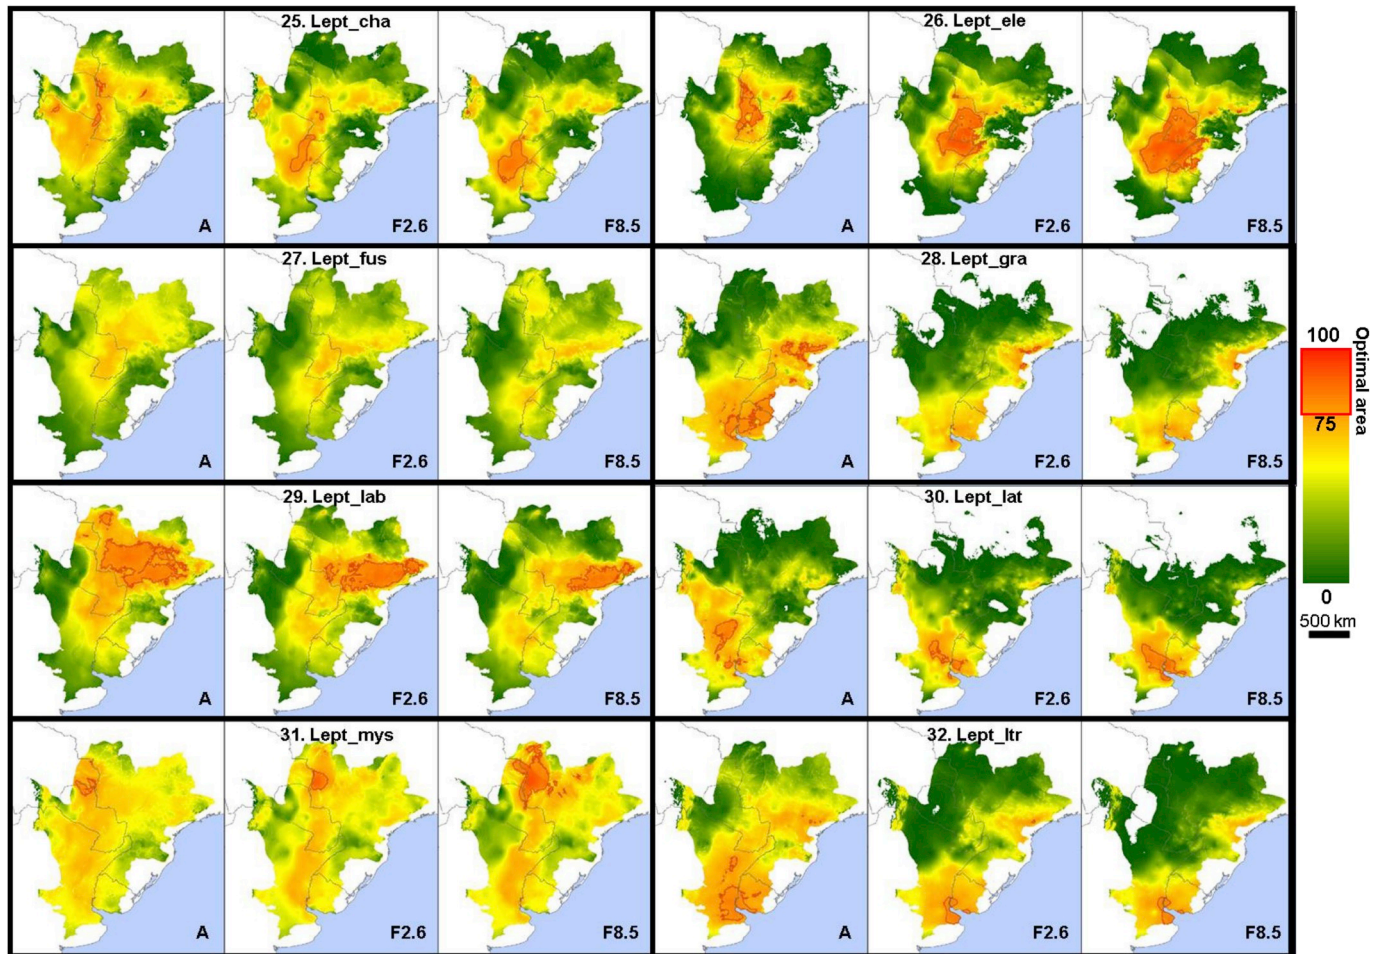 25. Lept_cha
A
F2.6
F8.5
26. Lept_ele
A
F2.6
F8.5
27. Lept_fus
A
F2.6
F8.5
28. Lept_gra
A
F2.6
F8.5
29. Lept_lab
A
F2.6
F8.5
30. Lept_lat
A
F2.6
F8.5
31. Lept_mys
A
F2.6
F8.5
32. Lept_ltr
A
F2.6
F8.5
100
75
0
Optimal area
500 km